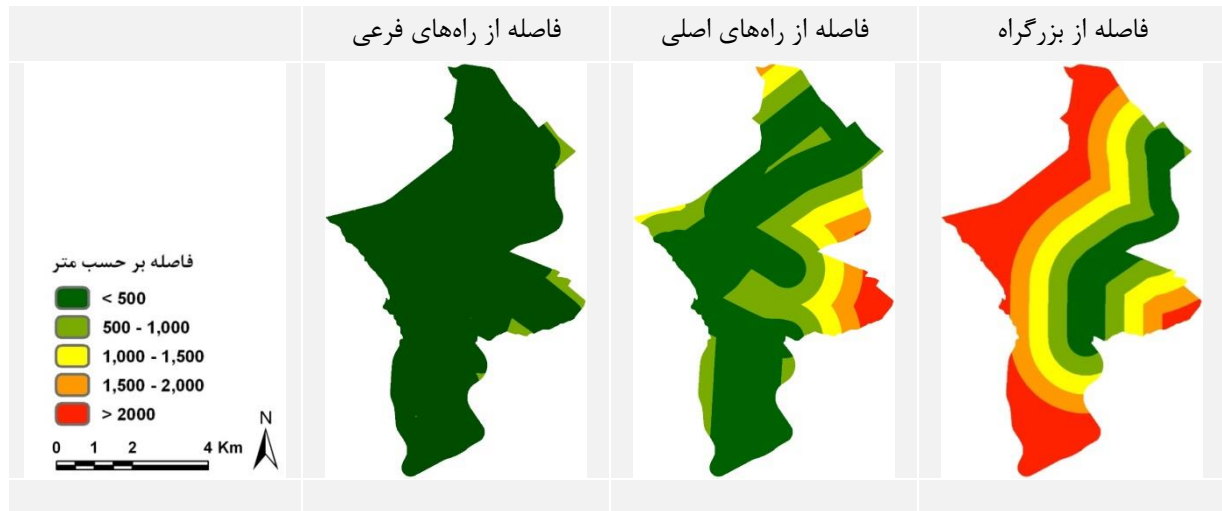 فاصله از بزرگراه
فاصله از راه‌های اصلی
فاصله از راه‌های فرعی
فاصله بر حسب متر
< 500
500 - 1,000
1,000 - 1,500
1,500 - 2,000
> 2000
N
0 1 2 4 Km